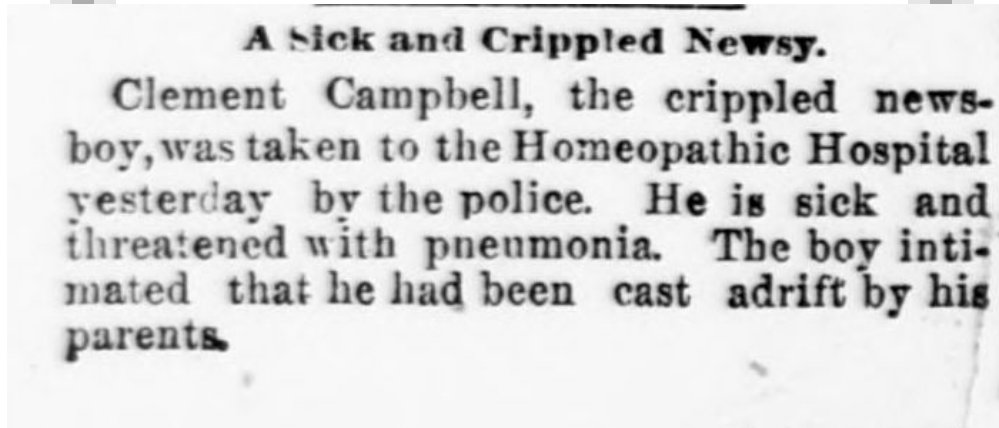 A Sick and Crippled Newsy.
Clement Campbell, the crippled news-
boy, was taken to the Homeopathic Hospital
yesterday by the police. He is sick and
threatened with pneumonia. The boy inti-
mated that he had been cast adrift by his
parents.